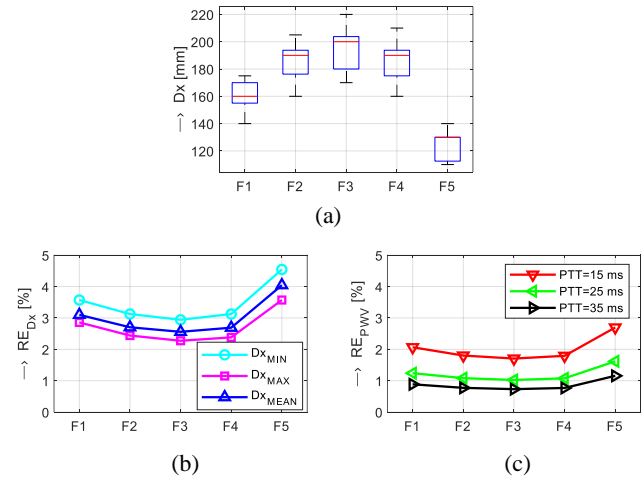 220
200
180
160
140
120
—> Dx [mm]
F1 F2 F3 F4 F5
(a)
5
4
3
2
1
0
—> RE_Dx [%]
Dx_MIN
Dx_MAX
Dx_MEAN
F1 F2 F3 F4 F5
(b)
5
4
3
2
1
0
—> RE_PWV [%]
PTT=15 ms
PTT=25 ms
PTT=35 ms
F1 F2 F3 F4 F5
(c)